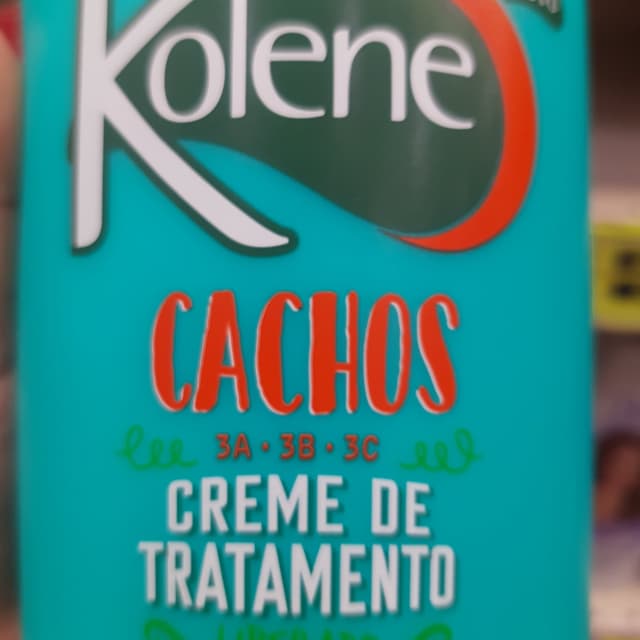 Kolene
CACHOS
3A • 3B • 3C
CREME DE
TRATAMENTO